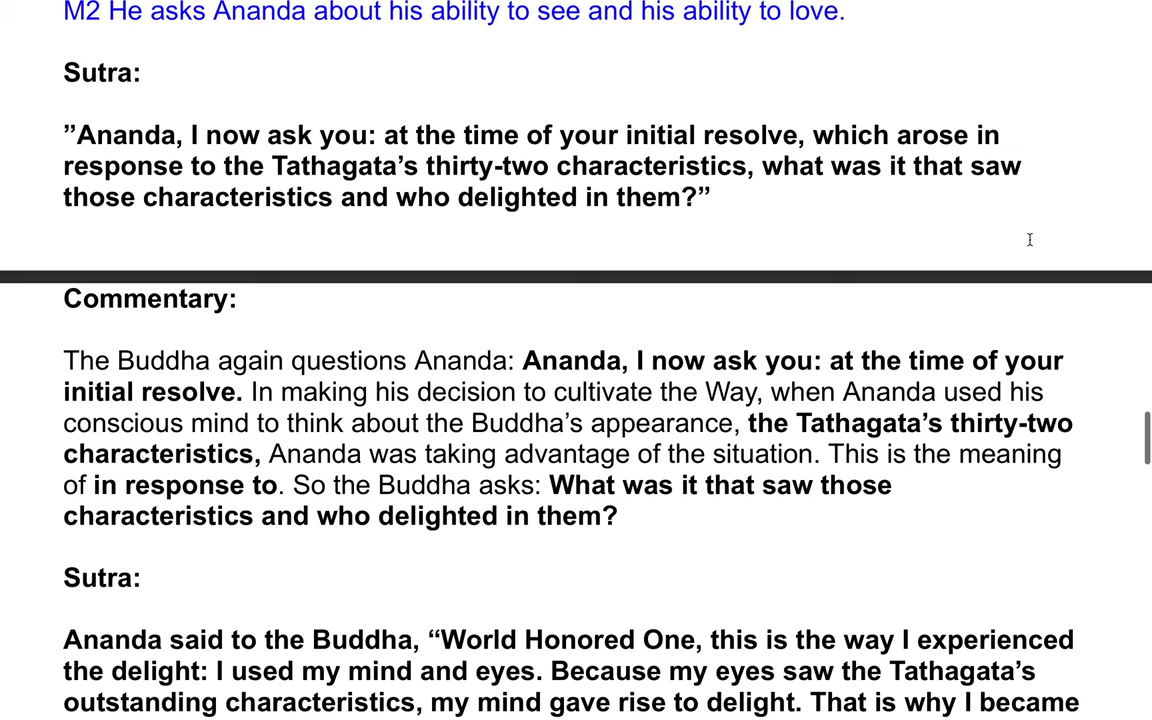 M2 He asks Ananda about his ability to see and his ability to love.
Sutra:
”Ananda, I now ask you: at the time of your initial resolve, which arose in
response to the Tathagata’s thirty-two characteristics, what was it that saw
those characteristics and who delighted in them?”
Commentary:
The Buddha again questions Ananda: Ananda, I now ask you: at the time of your
initial resolve. In making his decision to cultivate the Way, when Ananda used his
conscious mind to think about the Buddha’s appearance, the Tathagata’s thirty-two
characteristics, Ananda was taking advantage of the situation. This is the meaning
of in response to. So the Buddha asks: What was it that saw those
characteristics and who delighted in them?
Sutra:
Ananda said to the Buddha, “World Honored One, this is the way I experienced
the delight: I used my mind and eyes. Because my eyes saw the Tathagata’s
outstanding characteristics, my mind gave rise to delight. That is why I became